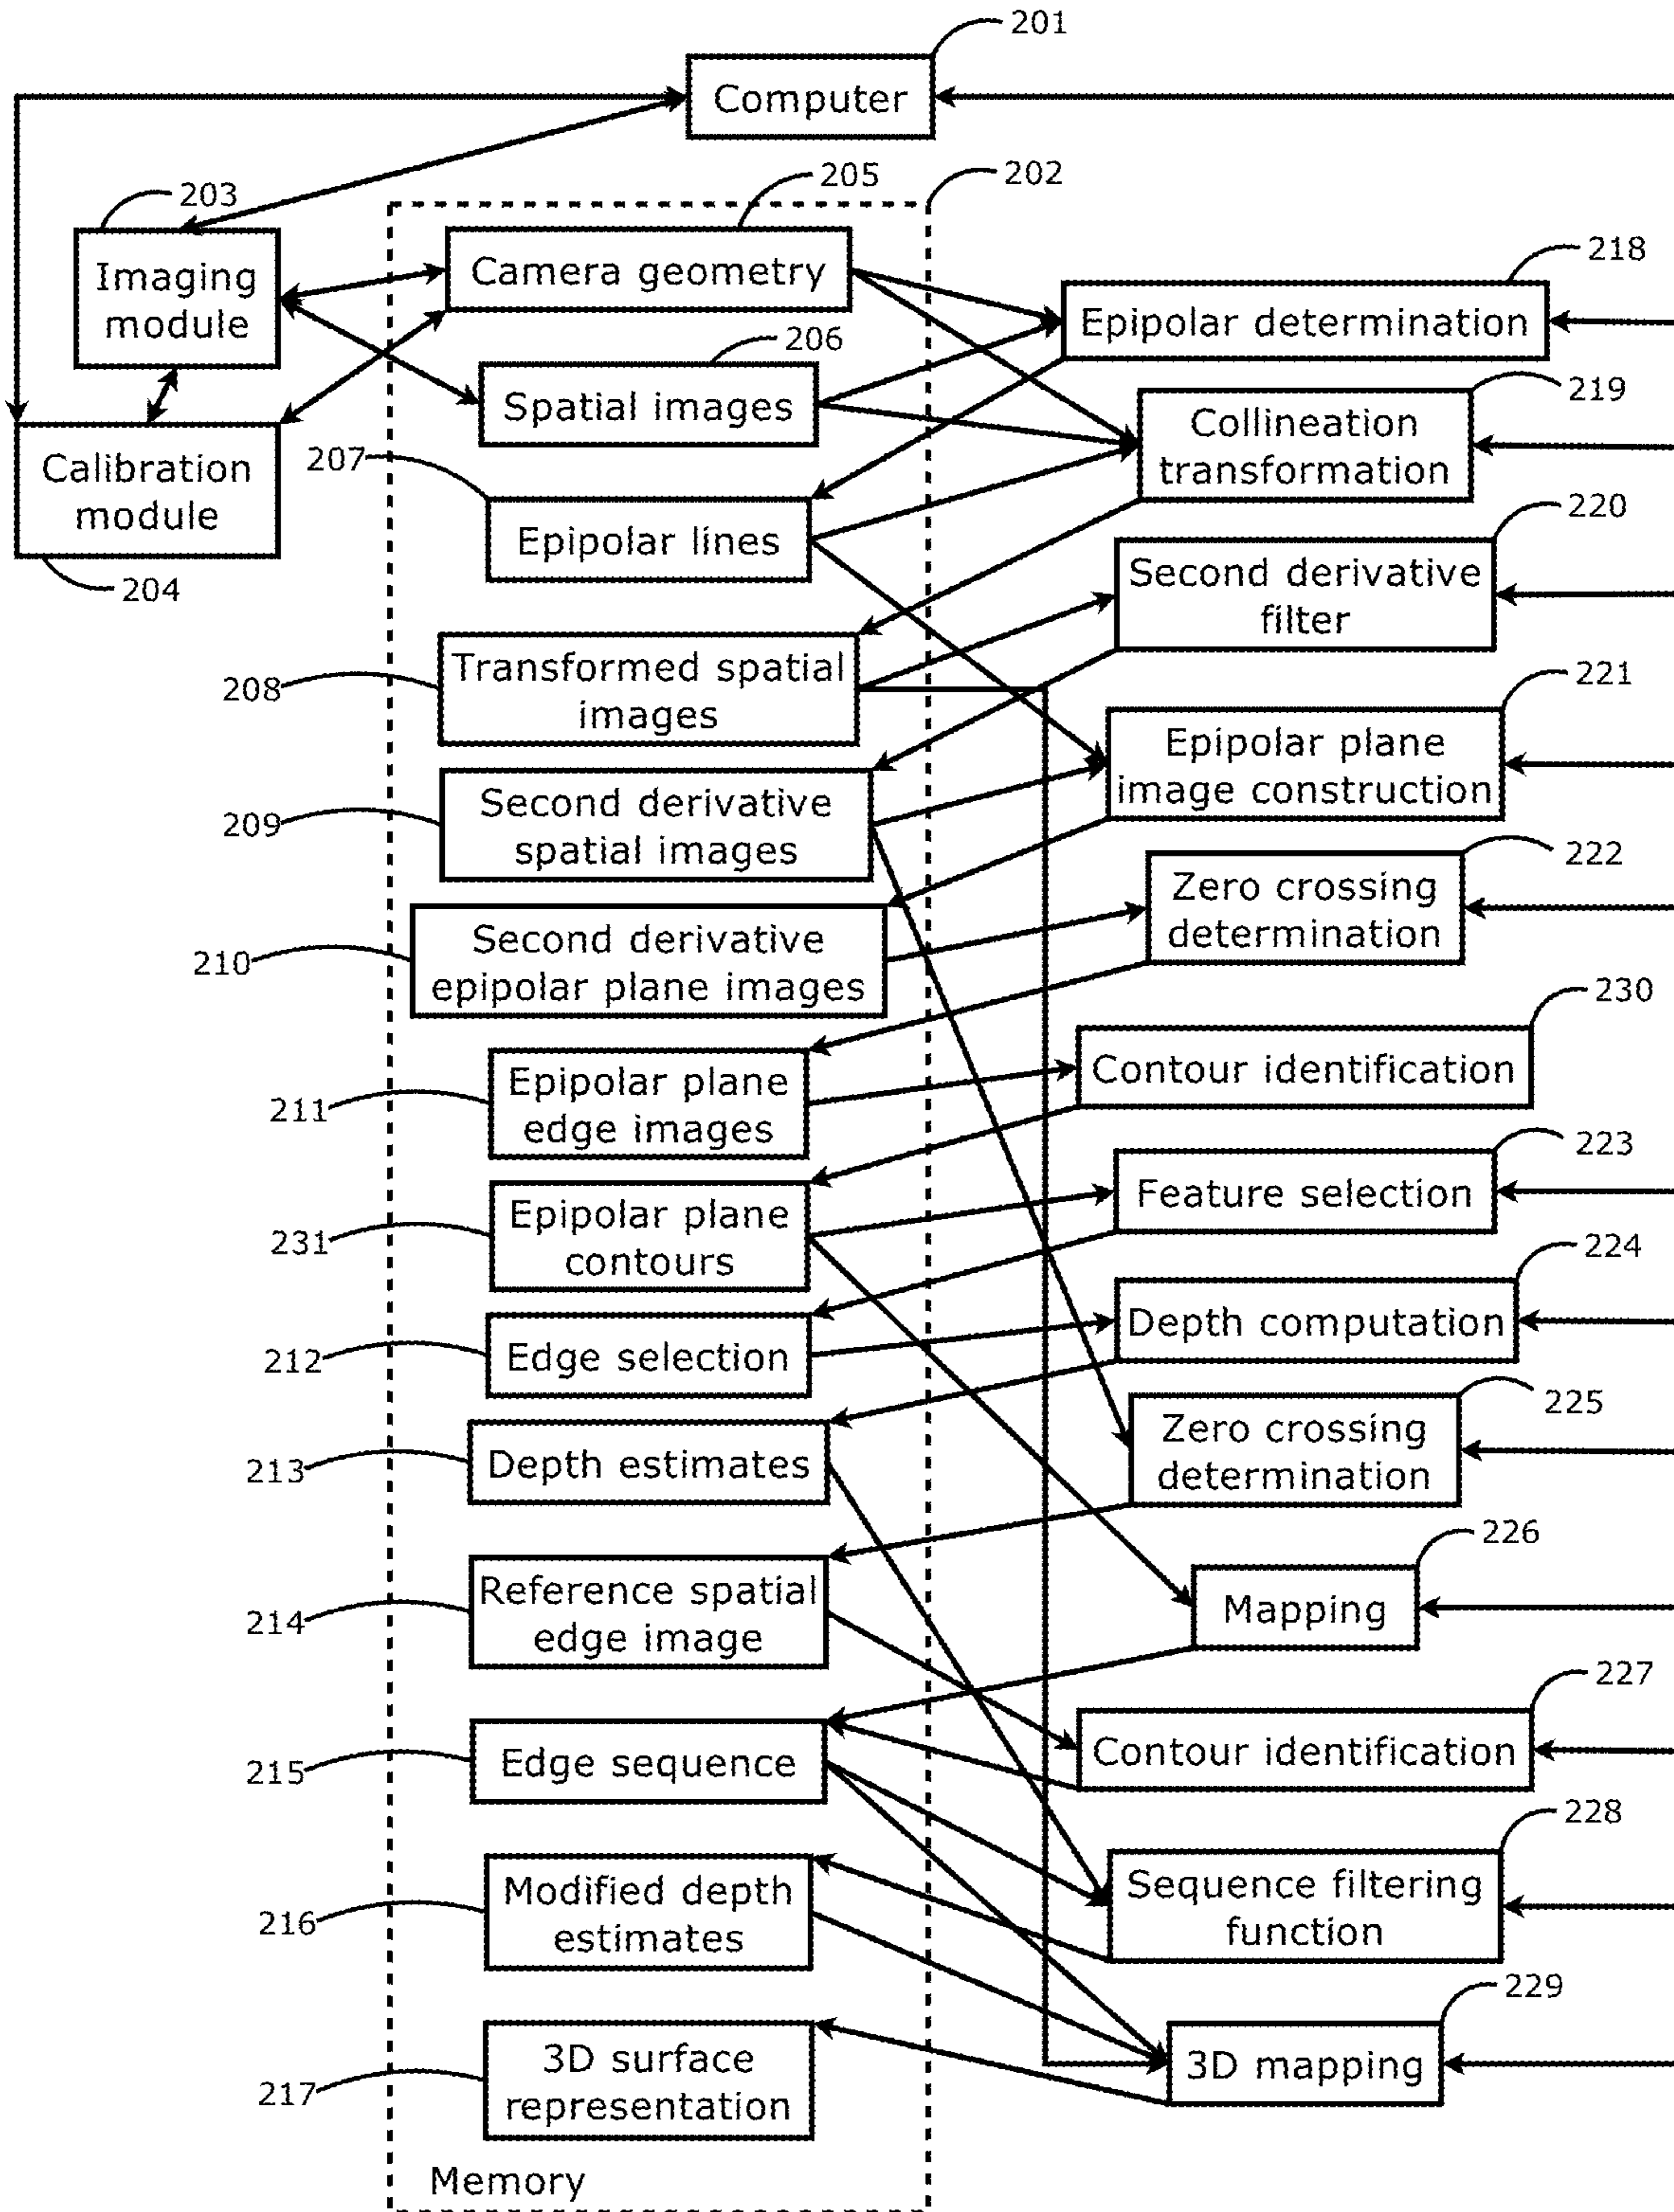 201
Computer
203
205
202
Imaging
module
Camera geometry
218
Epipolar determination
206
Spatial images
219
Collineation
transformation
Calibration
module
204
207
Epipolar lines
220
Second derivative
filter
208
Transformed spatial
images
221
Epipolar plane
image construction
209
Second derivative
spatial images
222
Zero crossing
determination
210
Second derivative
epipolar plane images
230
Contour identification
211
Epipolar plane
edge images
223
Feature selection
231
Epipolar plane
contours
224
Depth computation
212
Edge selection
225
Zero crossing
determination
213
Depth estimates
226
Mapping
214
Reference spatial
edge image
227
Contour identification
215
Edge sequence
228
Sequence filtering
function
216
Modified depth
estimates
229
3D mapping
217
3D surface
representation
Memory